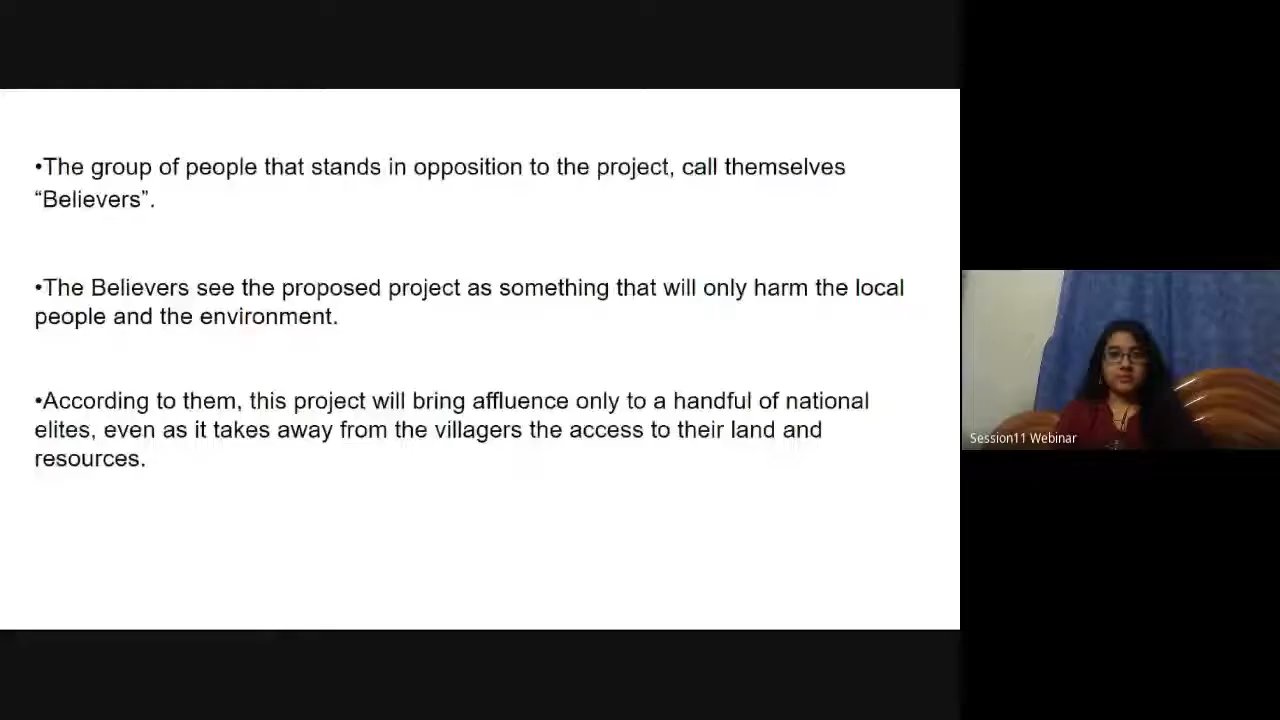 •The group of people that stands in opposition to the project, call themselves
“Believers”.
•The Believers see the proposed project as something that will only harm the local
people and the environment.
•According to them, this project will bring affluence only to a handful of national
elites, even as it takes away from the villagers the access to their land and
resources.
Session11 Webinar